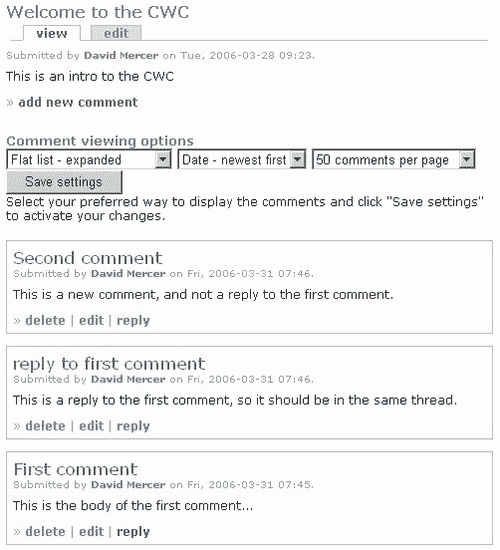 Welcome to the CWC
view edit
Submitted by David Mercer on Tue, 2006-03-28 09:23.
This is an intro to the CWC
» add new comment
Comment viewing options
Flat list - expanded Date - newest first 50 comments per page
Save settings
Select your preferred way to display the comments and click "Save settings"
to activate your changes.
Second comment
Submitted by David Mercer on Fri, 2006-03-31 07:46.
This is a new comment, and not a reply to the first comment.
» delete | edit | reply
reply to first comment
Submitted by David Mercer on Fri, 2006-03-31 07:46.
This is a reply to the first comment, so it should be in the same thread.
» delete | edit | reply
First comment
Submitted by David Mercer on Fri, 2006-03-31 07:45.
This is the body of the first comment...
» delete | edit | reply